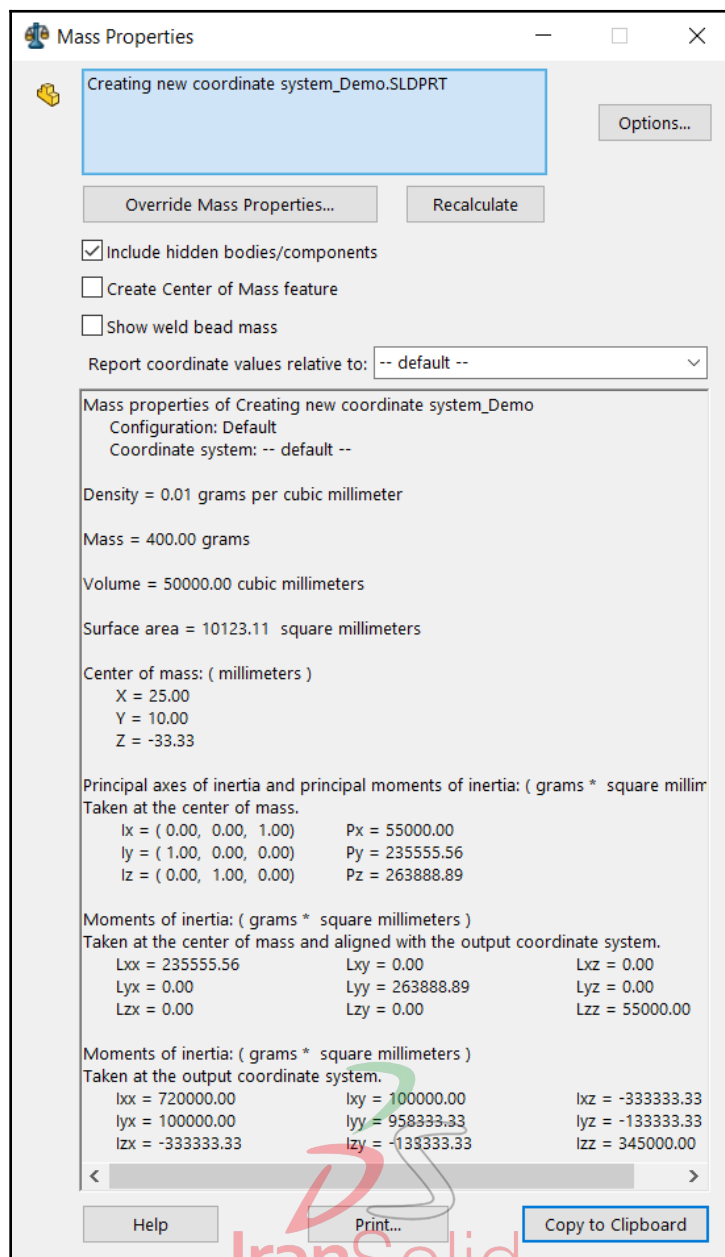 Mass Properties
Creating new coordinate system_Demo.SLDPRT
Options...
Override Mass Properties...
Recalculate
Include hidden bodies/components
Create Center of Mass feature
Show weld bead mass
Report coordinate values relative to: -- default --
Mass properties of Creating new coordinate system_Demo
Configuration: Default
Coordinate system: -- default --
Density = 0.01 grams per cubic millimeter
Mass = 400.00 grams
Volume = 50000.00 cubic millimeters
Surface area = 10123.11 square millimeters
Center of mass: ( millimeters )
X = 25.00
Y = 10.00
Z = -33.33
Principal axes of inertia and principal moments of inertia: ( grams * square millim
Taken at the center of mass.
Ix = ( 0.00, 0.00, 1.00) Px = 55000.00
Iy = ( 1.00, 0.00, 0.00) Py = 235555.56
Iz = ( 0.00, 1.00, 0.00) Pz = 263888.89
Moments of inertia: ( grams * square millimeters )
Taken at the center of mass and aligned with the output coordinate system.
Lxx = 235555.56 Lxy = 0.00 Lxz = 0.00
Lyx = 0.00 Lyy = 263888.89 Lyz = 0.00
Lzx = 0.00 Lzy = 0.00 Lzz = 55000.00
Moments of inertia: ( grams * square millimeters )
Taken at the output coordinate system.
Ixx = 720000.00 Ixy = 100000.00 Ixz = -333333.33
Iyx = 100000.00 Iyy = 958333.33 Iyz = -133333.33
Izx = -333333.33 Izy = -133333.33 Izz = 345000.00
Help
Print...
Copy to Clipboard
IranSolid